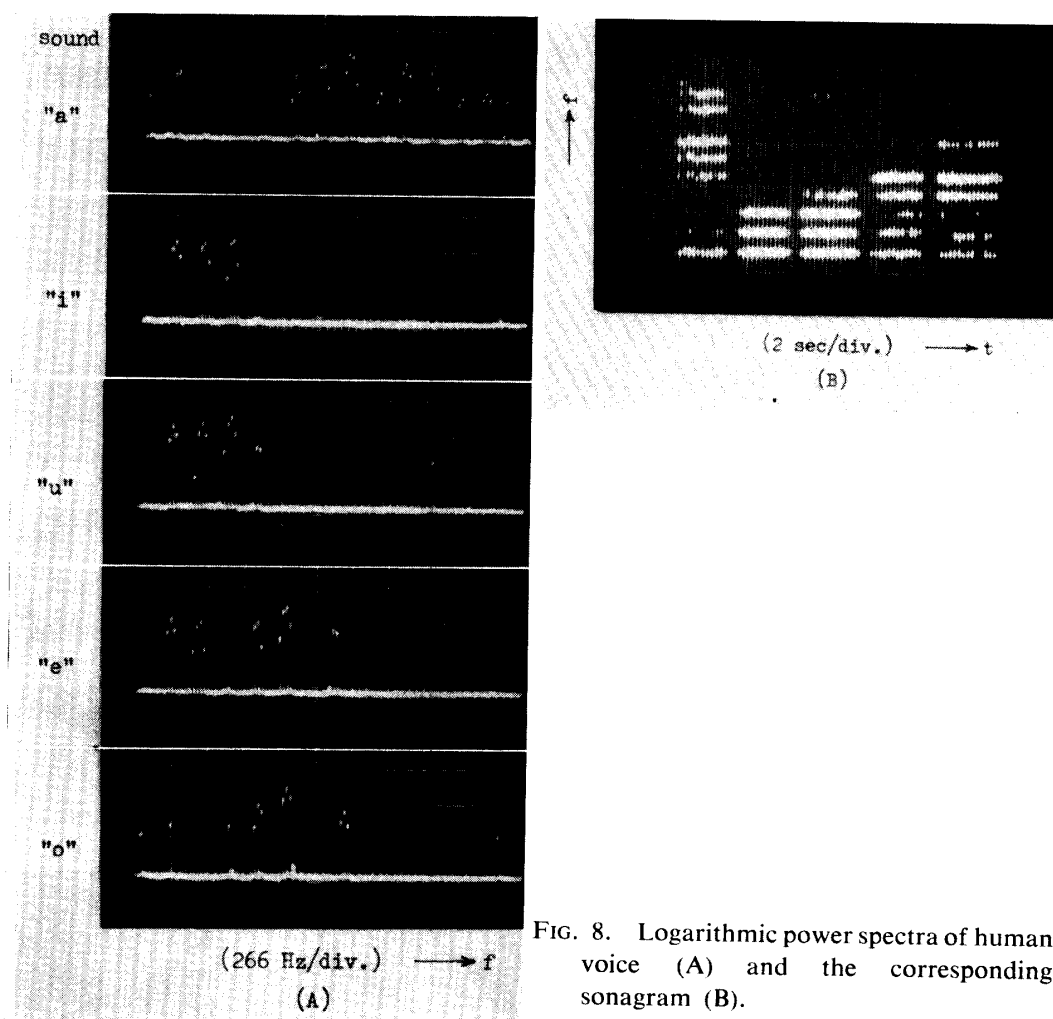 sound
"a"
"i"
"u"
"e"
"o"
(266 Hz/div.) ⟶ f
(A)
f
(2 sec/div.) ⟶ t
(B)
FIG. 8. Logarithmic power spectra of human
voice (A) and the corresponding
sonagram (B).